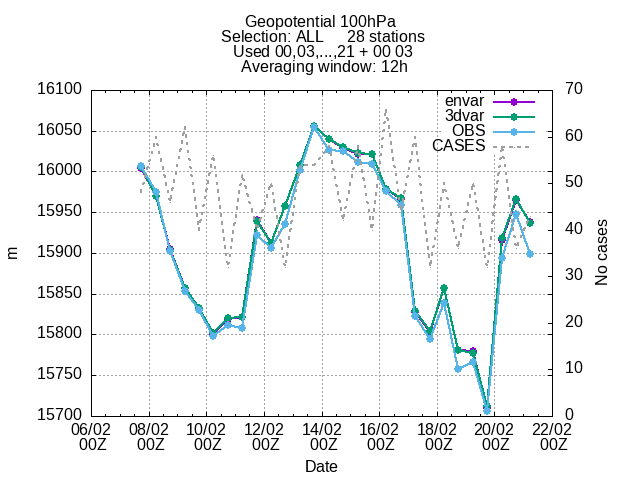 Geopotential 100hPa
Selection: ALL 28 stations
Used 00,03,...,21 + 00 03
Averaging window: 12h
16100 70
envar
3dvar
16050 60
OBS
CASES
16000 50
15950 40
15900
30
15850
15800 20
15750 10
15700 0
m
No cases
06/02 08/02 10/02 12/02 14/02 16/02 18/02 20/02 22/02
00Z 00Z 00Z 00Z 00Z 00Z 00Z 00Z 00Z
Date